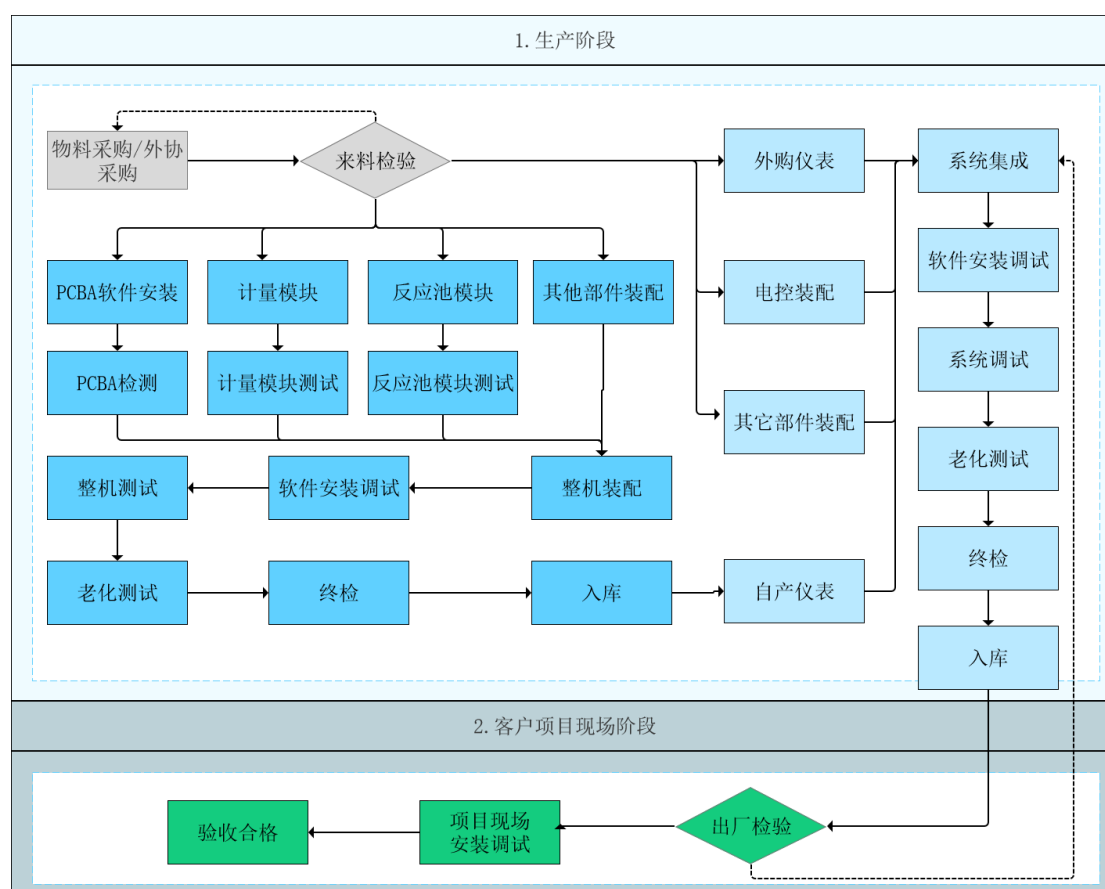 1.生产阶段
物料采购/外协
采购
来料检验
外购仪表
系统集成
PCBA软件安装
计量模块
反应池模块
其他部件装配
电控装配
软件安装调试
PCBA检测
计量模块测试
反应池模块测试
系统调试
其它部件装配
老化测试
整机测试
软件安装调试
整机装配
终检
老化测试
终检
入库
自产仪表
入库
2.客户项目现场阶段
验收合格
项目现场
安装调试
出厂检验